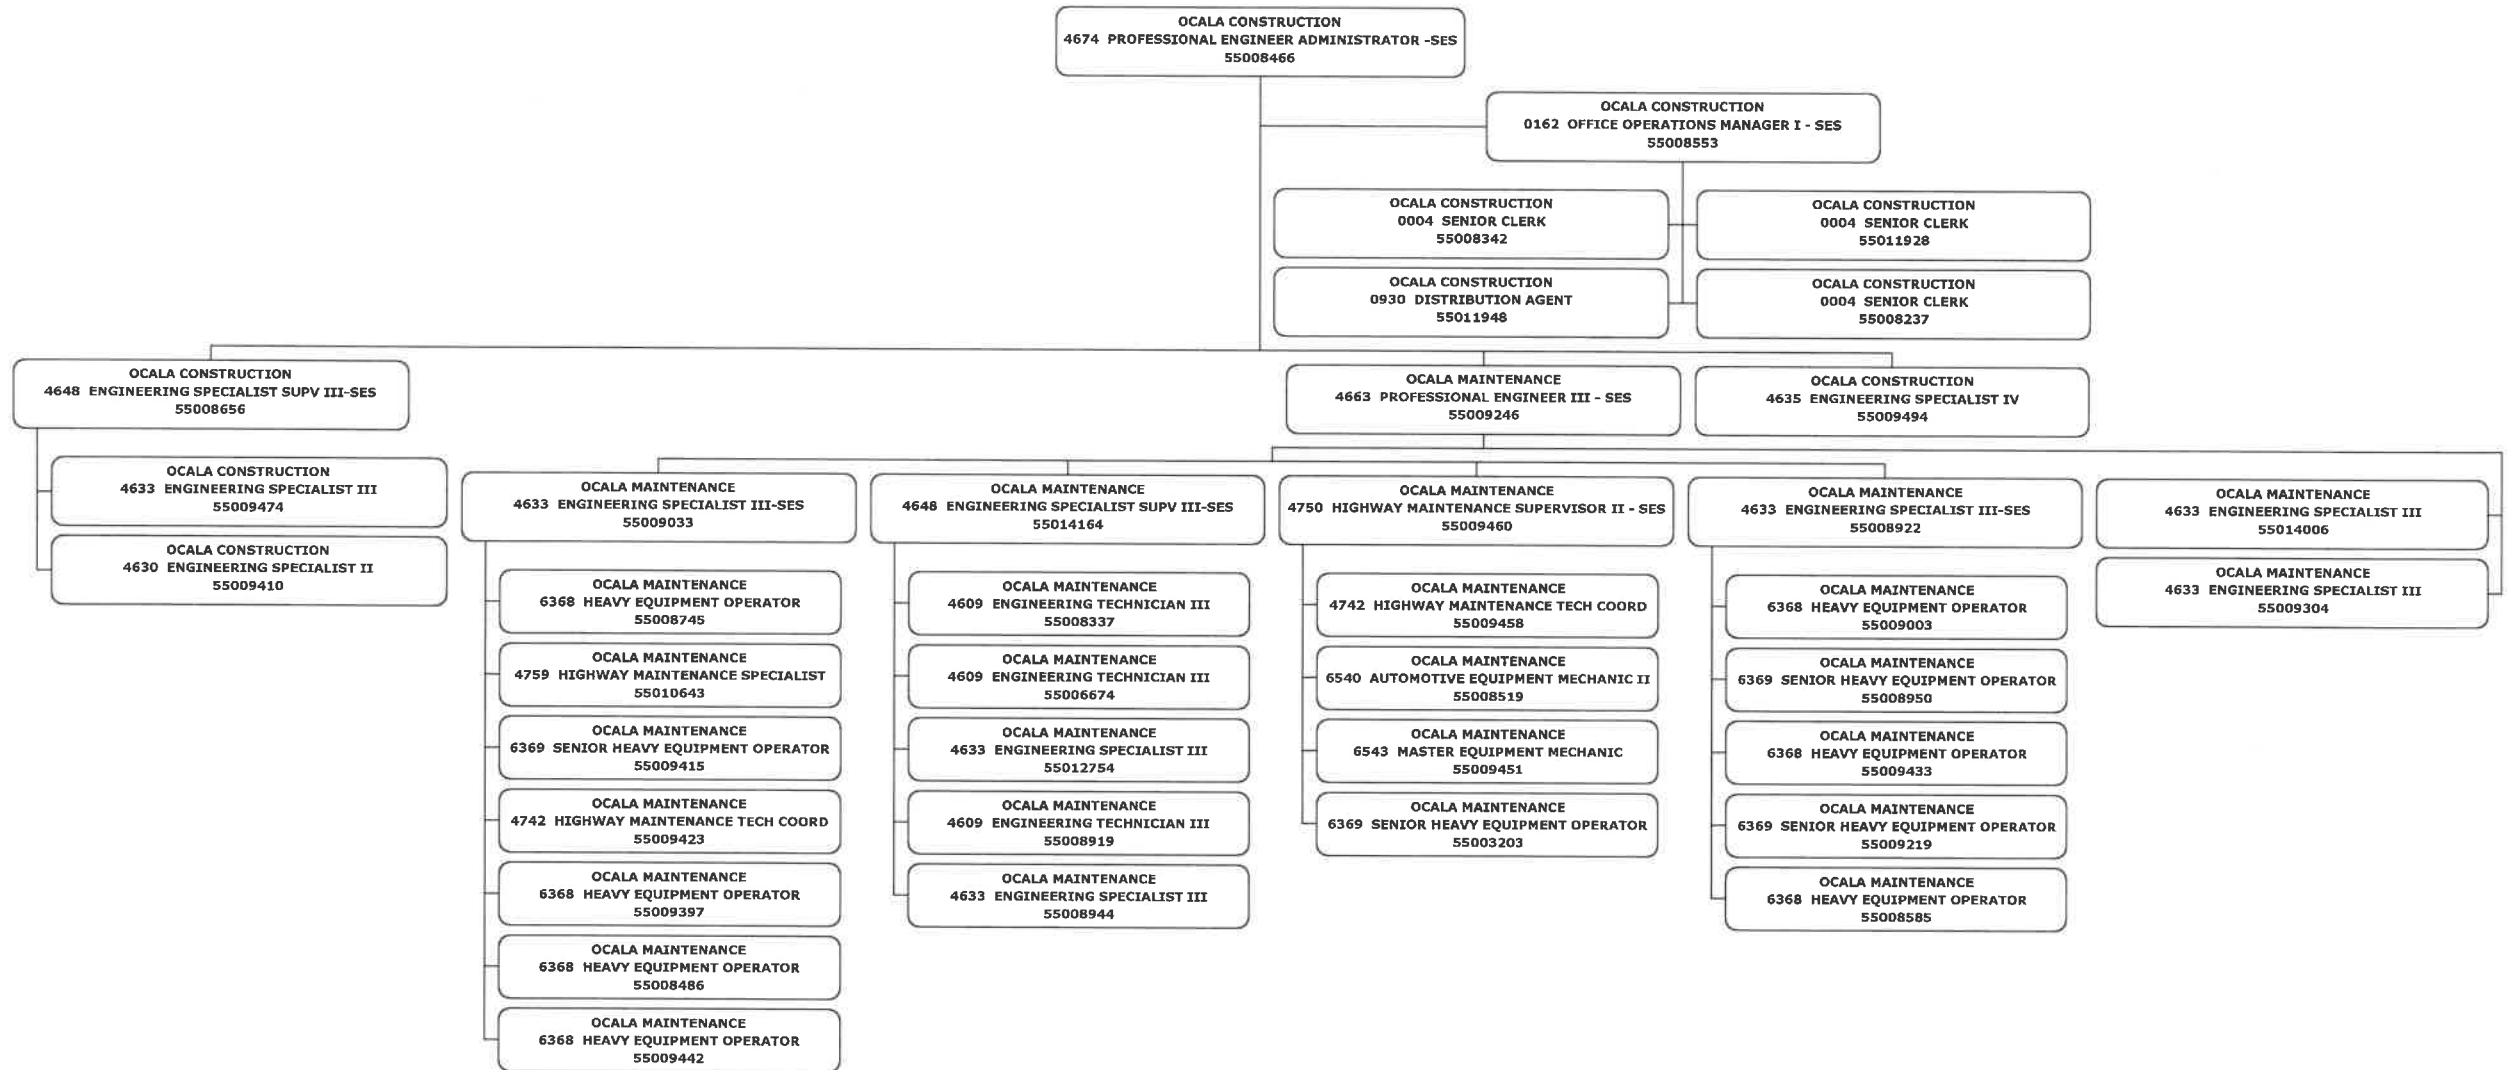 OCALA CONSTRUCTION
4674 PROFESSIONAL ENGINEER ADMINISTRATOR -SES
55008466
OCALA CONSTRUCTION
0162 OFFICE OPERATIONS MANAGER I - SES
55008553
OCALA CONSTRUCTION
0004 SENIOR CLERK
55008342
OCALA CONSTRUCTION
0004 SENIOR CLERK
55011928
OCALA CONSTRUCTION
0930 DISTRIBUTION AGENT
55011948
OCALA CONSTRUCTION
0004 SENIOR CLERK
55008237
OCALA CONSTRUCTION
4648 ENGINEERING SPECIALIST SUPV III-SES
55008656
OCALA MAINTENANCE
4663 PROFESSIONAL ENGINEER III - SES
55009246
OCALA CONSTRUCTION
4635 ENGINEERING SPECIALIST IV
55009494
OCALA CONSTRUCTION
4633 ENGINEERING SPECIALIST III
55009474
OCALA CONSTRUCTION
4630 ENGINEERING SPECIALIST II
55009410
OCALA MAINTENANCE
4633 ENGINEERING SPECIALIST III-SES
55009033
OCALA MAINTENANCE
6368 HEAVY EQUIPMENT OPERATOR
55008745
OCALA MAINTENANCE
4759 HIGHWAY MAINTENANCE SPECIALIST
55010643
OCALA MAINTENANCE
6369 SENIOR HEAVY EQUIPMENT OPERATOR
55009415
OCALA MAINTENANCE
4742 HIGHWAY MAINTENANCE TECH COORD
55009423
OCALA MAINTENANCE
6368 HEAVY EQUIPMENT OPERATOR
55009397
OCALA MAINTENANCE
6368 HEAVY EQUIPMENT OPERATOR
55008486
OCALA MAINTENANCE
6368 HEAVY EQUIPMENT OPERATOR
55009442
OCALA MAINTENANCE
4648 ENGINEERING SPECIALIST SUPV III-SES
55014164
OCALA MAINTENANCE
4609 ENGINEERING TECHNICIAN III
55008337
OCALA MAINTENANCE
4609 ENGINEERING TECHNICIAN III
55006674
OCALA MAINTENANCE
4633 ENGINEERING SPECIALIST III
55012754
OCALA MAINTENANCE
4609 ENGINEERING TECHNICIAN III
55008919
OCALA MAINTENANCE
4633 ENGINEERING SPECIALIST III
55008944
OCALA MAINTENANCE
4750 HIGHWAY MAINTENANCE SUPERVISOR II - SES
55009460
OCALA MAINTENANCE
4742 HIGHWAY MAINTENANCE TECH COORD
55009458
OCALA MAINTENANCE
6540 AUTOMOTIVE EQUIPMENT MECHANIC II
55008519
OCALA MAINTENANCE
6543 MASTER EQUIPMENT MECHANIC
55009451
OCALA MAINTENANCE
6369 SENIOR HEAVY EQUIPMENT OPERATOR
55003203
OCALA MAINTENANCE
4633 ENGINEERING SPECIALIST III-SES
55008922
OCALA MAINTENANCE
6368 HEAVY EQUIPMENT OPERATOR
55009003
OCALA MAINTENANCE
6369 SENIOR HEAVY EQUIPMENT OPERATOR
55008950
OCALA MAINTENANCE
6368 HEAVY EQUIPMENT OPERATOR
55009433
OCALA MAINTENANCE
6369 SENIOR HEAVY EQUIPMENT OPERATOR
55009219
OCALA MAINTENANCE
6368 HEAVY EQUIPMENT OPERATOR
55008585
OCALA MAINTENANCE
4633 ENGINEERING SPECIALIST III
55014006
OCALA MAINTENANCE
4633 ENGINEERING SPECIALIST III
55009304